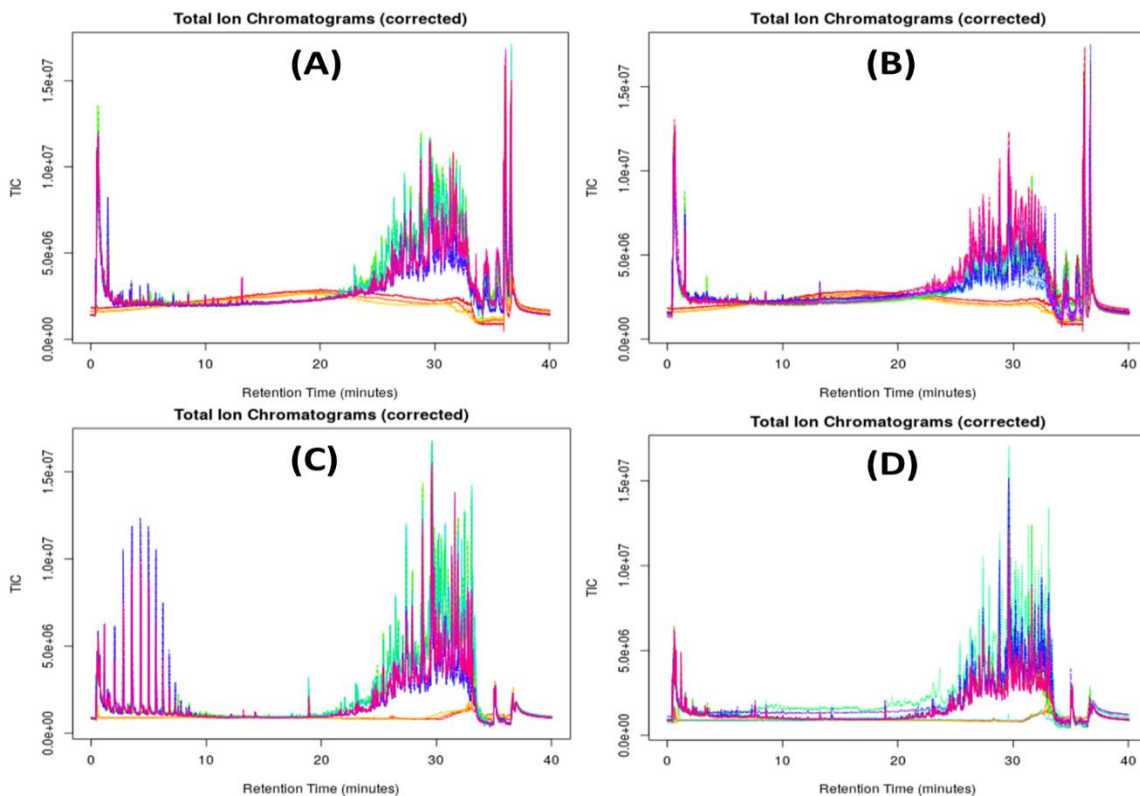 Total Ion Chromatograms (corrected)
(A)
TIC
1.5e+07
1.0e+07
5.0e+06
0.0e+00
0 10 20 30 40
Retention Time (minutes)
Total Ion Chromatograms (corrected)
(B)
TIC
1.5e+07
1.0e+07
5.0e+06
0.0e+00
0 10 20 30 40
Retention Time (minutes)
Total Ion Chromatograms (corrected)
(C)
TIC
1.5e+07
1.0e+07
5.0e+06
0.0e+00
0 10 20 30 40
Retention Time (minutes)
Total Ion Chromatograms (corrected)
(D)
TIC
1.5e+07
1.0e+07
5.0e+06
0.0e+00
0 10 20 30 40
Retention Time (minutes)